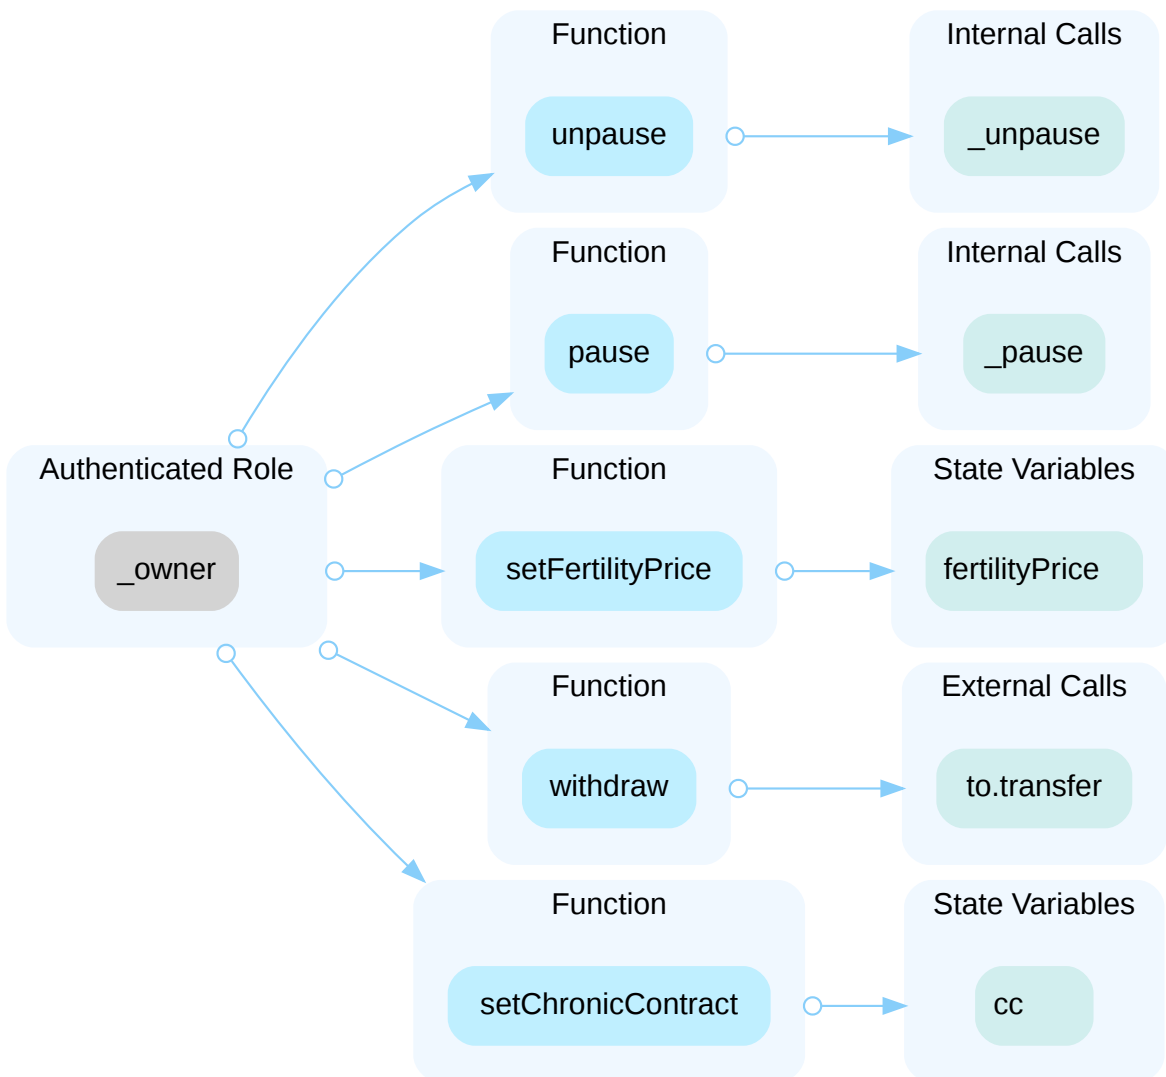 Function
Internal Calls
unpause
_unpause
Function
Internal Calls
pause
_pause
Authenticated Role
Function
State Variables
_owner
setFertilityPrice
fertilityPrice
Function
External Calls
withdraw
to.transfer
Function
State Variables
setChronicContract
cc